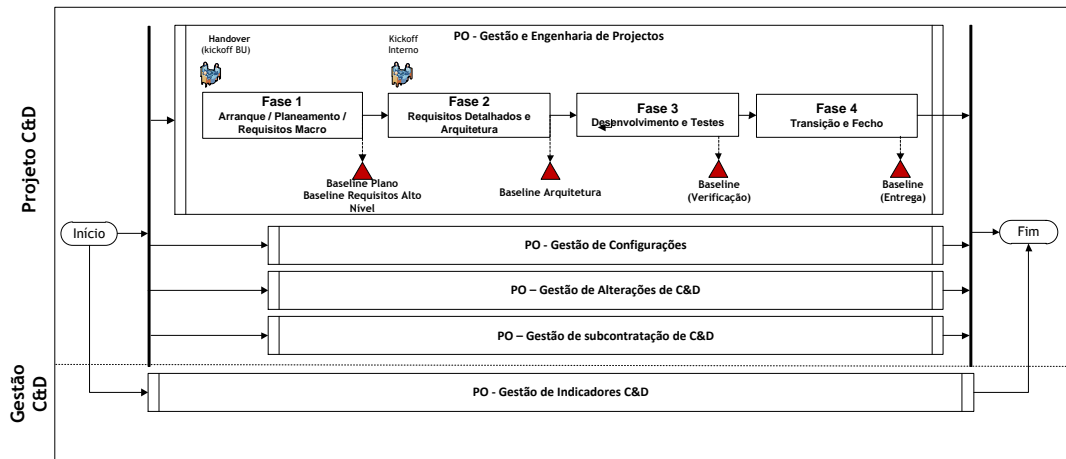 PO - Gestão e Engenharia de Projectos
Handover
(kickoff BU)
Kickoff
Interno
Fase 1
Arranque / Planeamento /
Requisitos Macro
Fase 2
Requisitos Detalhados e
Arquitetura
Fase 3
Desenvolvimento e Testes
Fase 4
Transição e Fecho
Baseline Plano
Baseline Requisitos Alto
Nível
Baseline Arquitetura
Baseline
(Verificação)
Baseline
(Entrega)
Projeto C&D
Início
Fim
PO - Gestão de Configurações
PO – Gestão de Alterações de C&D
PO – Gestão de subcontratação de C&D
Gestão
C&D
PO - Gestão de Indicadores C&D